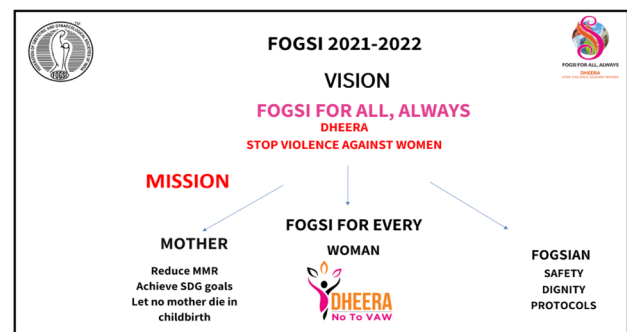 FOGSI 2021-2022
VISION
FOGSI FOR ALL, ALWAYS
DHEERA
STOP VIOLENCE AGAINST WOMEN
FOGSI FOR ALL, ALWAYS
DHEERA
STOP VIOLENCE AGAINST WOMEN
MISSION
MOTHER
Reduce MMR
Achieve SDG goals
Let no mother die in
childbirth
FOGSI FOR EVERY
WOMAN
DHEERA
No To VAW
FOGSIAN
SAFETY
DIGNITY
PROTOCOLS